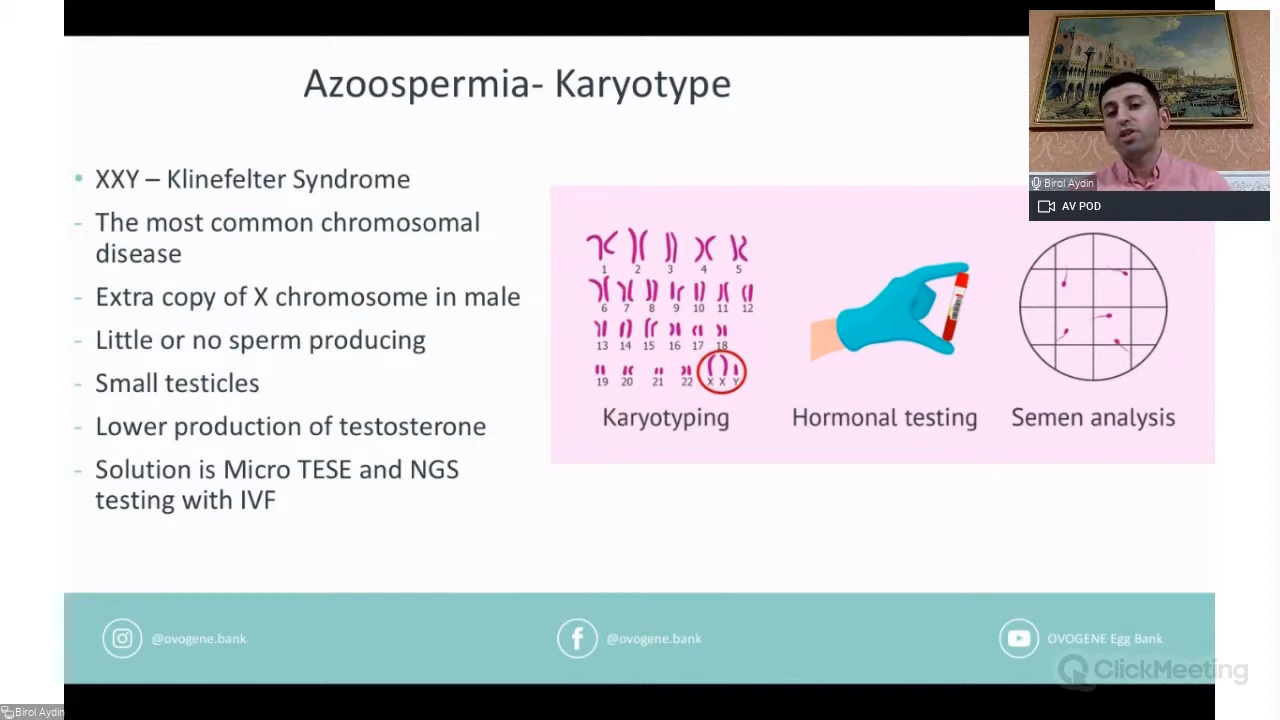 Azoospermia- Karyotype
• XXY – Klinefelter Syndrome
- The most common chromosomal
disease
- Extra copy of X chromosome in male
- Little or no sperm producing
- Small testicles
- Lower production of testosterone
- Solution is Micro TESE and NGS
testing with IVF
1 2 3 4 5
6 7 8 9 10 11 12
13 14 15 16 17 18
19 20 21 22 X X Y
Karyotyping
Hormonal testing
Semen analysis
Birol Aydin
AV POD
@ovogene.bank
@ovogene.bank
OVOGENE Egg Bank
ClickMeeting
Birol Aydin